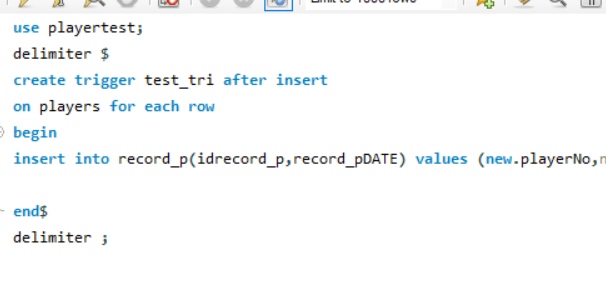 use playertest;
delimiter $
create trigger test_tri after insert
on players for each row
begin
insert into record_p(idrecord_p,record_pDATE) values (new.playerNo,
end$
delimiter ;